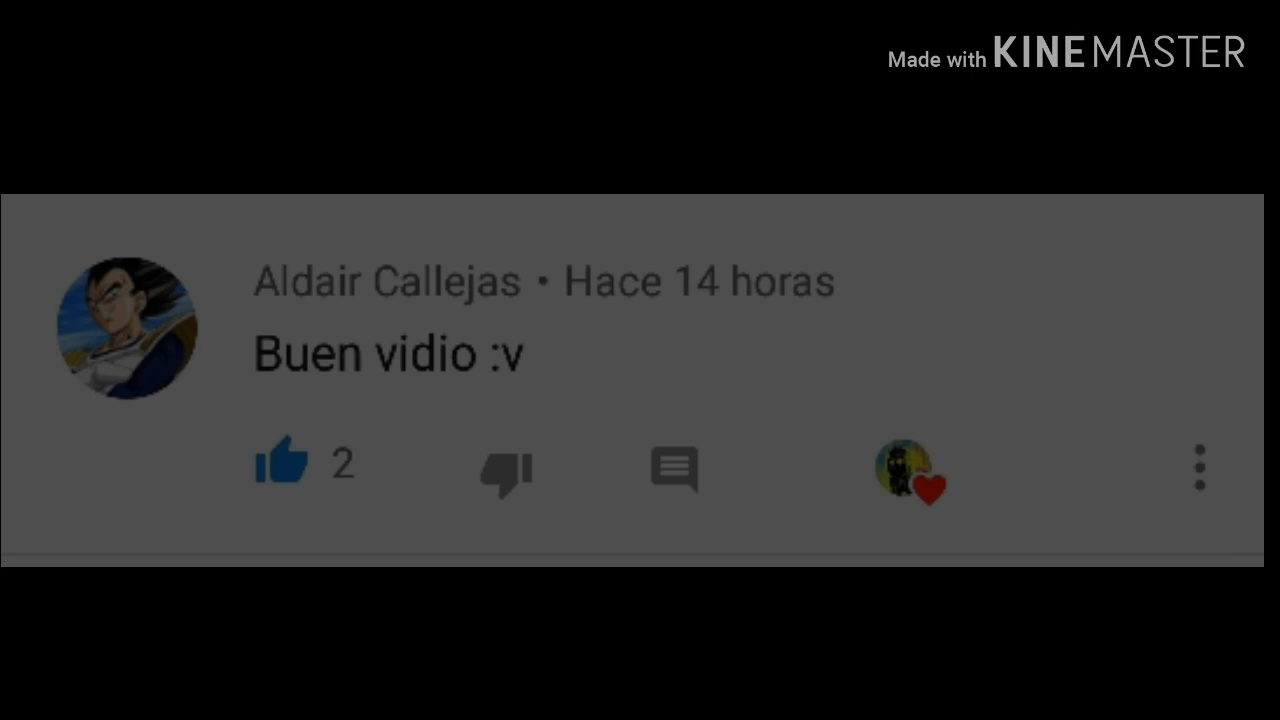 Made with KINEMASTER
Aldair Callejas • Hace 14 horas
Buen vidio :v
2